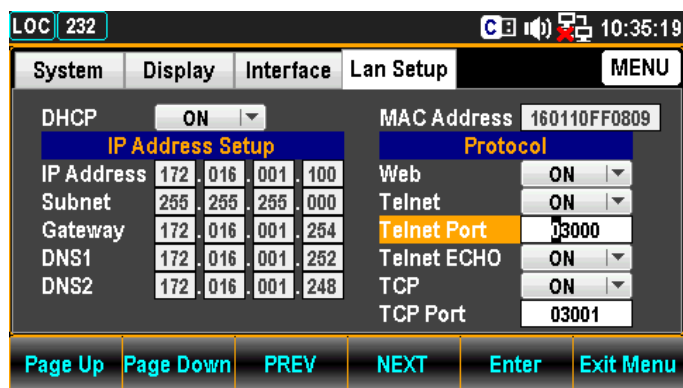 LOC 232 C 10:35:19
System Display Interface Lan Setup MENU
DHCP ON MAC Address 160110FF0809
IP Address Setup Protocol
IP Address 172 . 016 . 001 . 100 Web ON
Subnet 255 . 255 . 255 . 000 Telnet ON
Gateway 172 . 016 . 001 . 254 Telnet Port 03000
DNS1 172 . 016 . 001 . 252 Telnet ECHO ON
DNS2 172 . 016 . 001 . 248 TCP ON
TCP Port 03001
Page Up Page Down PREV NEXT Enter Exit Menu